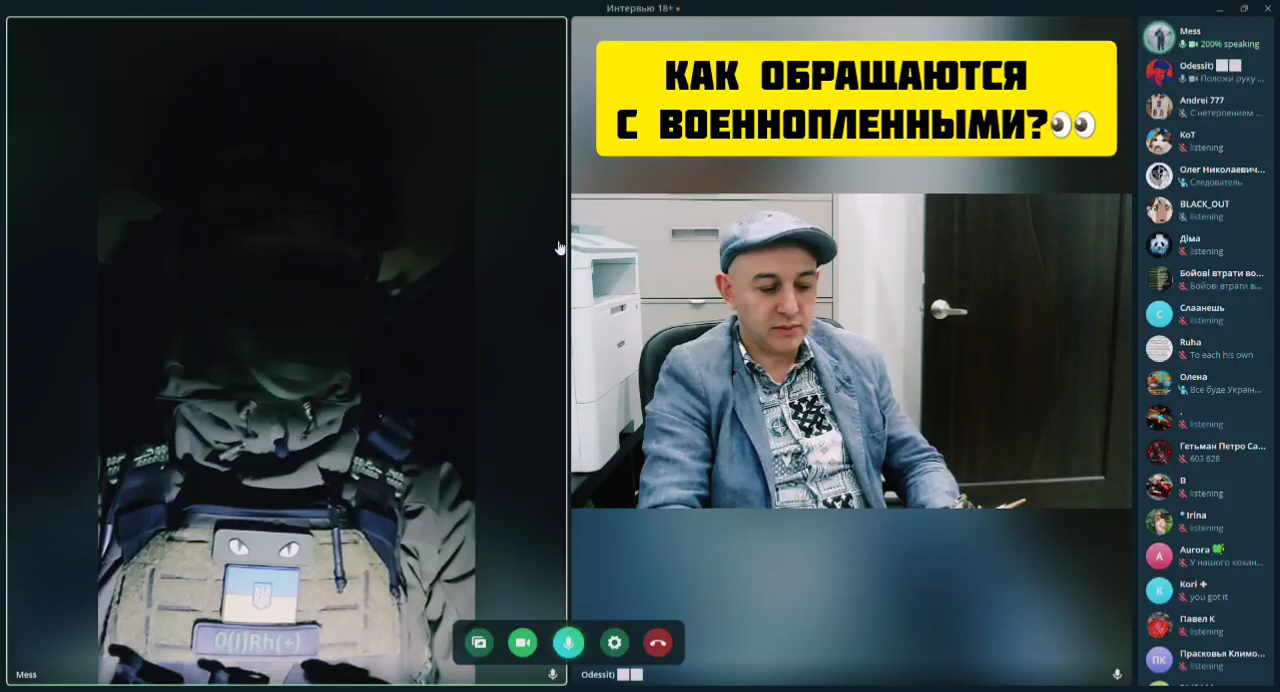 Интервью 18+
КАК ОБРАЩАЮТСЯ
С ВОЕННОПЛЕННЫМИ?
O(I)Rh(+)
Mess
Odessit)
Mess
200% speaking
Odessit)
Положи руку ...
Andrei 777
С нетерпением ...
КоТ
listening
Олег Николаевич...
Следователь
BLACK_OUT
listening
Діма
listening
Бойові втрати во...
Бойові втрати в...
Слаанешь
listening
Ruha
To each his own
Олена
Все буде Україн...
.
listening
Гетьман Петро Са...
603 628
В
listening
* Irina
listening
Aurora
У нашого кохан...
Kori
you got it
Павел К
listening
Прасковья Климо...
listening
С
A
K
ПК